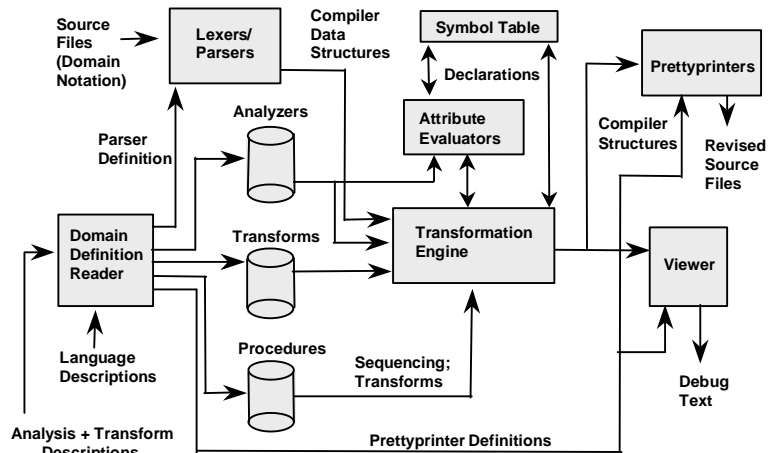 Source
Files
(Domain
Notation)
Lexers/
Parsers
Compiler
Data
Structures
Symbol Table
Declarations
Prettyprinters
Analyzers
Attribute
Evaluators
Parser
Definition
Compiler
Structures
Revised
Source
Files
Domain
Definition
Reader
Transforms
Transformation
Engine
Viewer
Language
Descriptions
Procedures
Sequencing;
Transforms
Debug
Text
Analysis + Transform
Descriptions
Prettyprinter Definitions